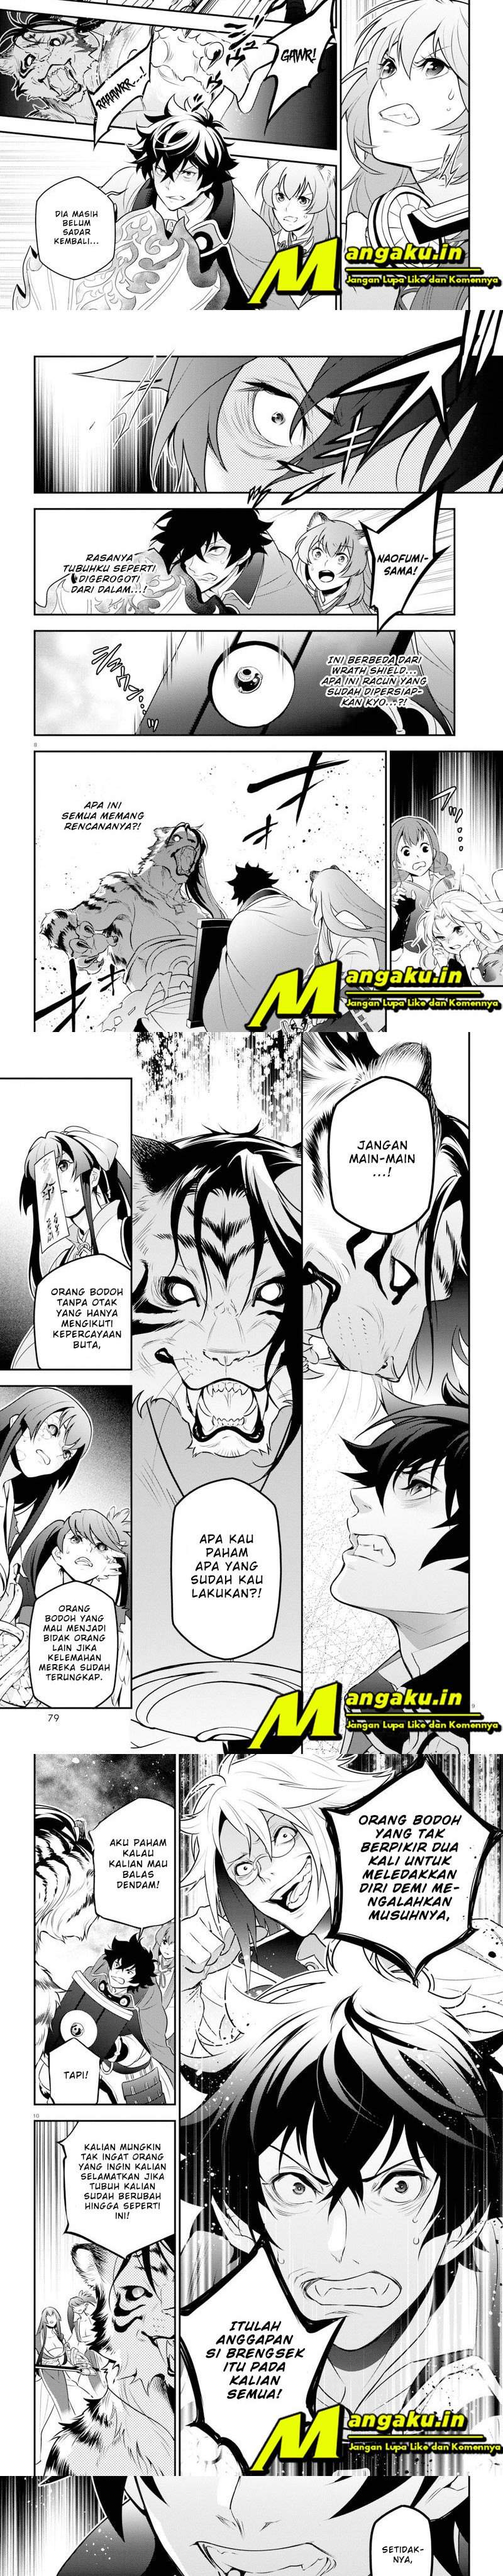 GAWR!
RAAAWRR...!
DIA MASIH
BELUM
SADAR
KEMBALI...
Mangaku.in
Jangan Lupa Like dan Komennya
NAOFUMI-
SAMA!
RASANYA
TUBUHKU SEPERTI
DIGEROGOTI
DARI DALAM...!
INI BERBEDA DARI
WRATH SHIELD...
APA INI RACUN YANG
SUDAH DIPERSIAP-
KAN KYO...?!
8
APA INI
SEMUA MEMANG
RENCANANYA?!
Mangaku.in
Jangan Lupa Like dan Komennya
JANGAN
MAIN-MAIN
...!
APA KAU
PAHAM
APA YANG
SUDAH KAU
LAKUKAN?!
ORANG BODOH
TANPA OTAK
YANG HANYA
MENGIKUTI
KEPERCAYAAN
BUTA,
ORANG
BODOH YANG
MAU MENJADI
BIDAK ORANG
LAIN JIKA
KELEMAHAN
MEREKA SUDAH
TERUNGKAP.
79
9
Mangaku.in
Jangan Lupa Like dan Komennya
ORANG BODOH
YANG TAK
BERPIKIR DUA
KALI UNTUK
MELEDAKKAN
DIRI DEMI ME-
NGALAHKAN
MUSUHNYA,
ITULAH
ANGGAPAN
SI BRENGSEK
ITU PADA
KALIAN
SEMUA!
AKU PAHAM
KALAU
KALIAN MAU
BALAS
DENDAM!
TAPI!
10
KALIAN MUNGKIN
TAK INGAT ORANG
YANG INGIN KALIAN
SELAMATKAN JIKA
TUBUH KALIAN
SUDAH BERUBAH
HINGGA SEPERTI
INI!
Mangaku.in
Jangan Lupa Like dan Komennya
SETIDAK-
NYA,